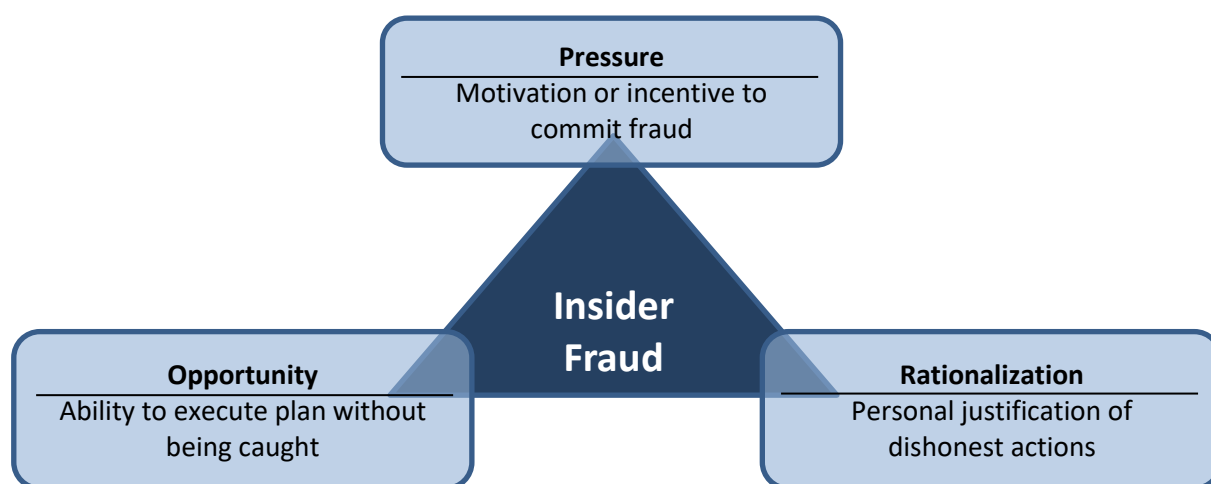 Pressure
Motivation or incentive to
commit fraud
Insider
Fraud
Opportunity
Ability to execute plan without
being caught
Rationalization
Personal justification of
dishonest actions